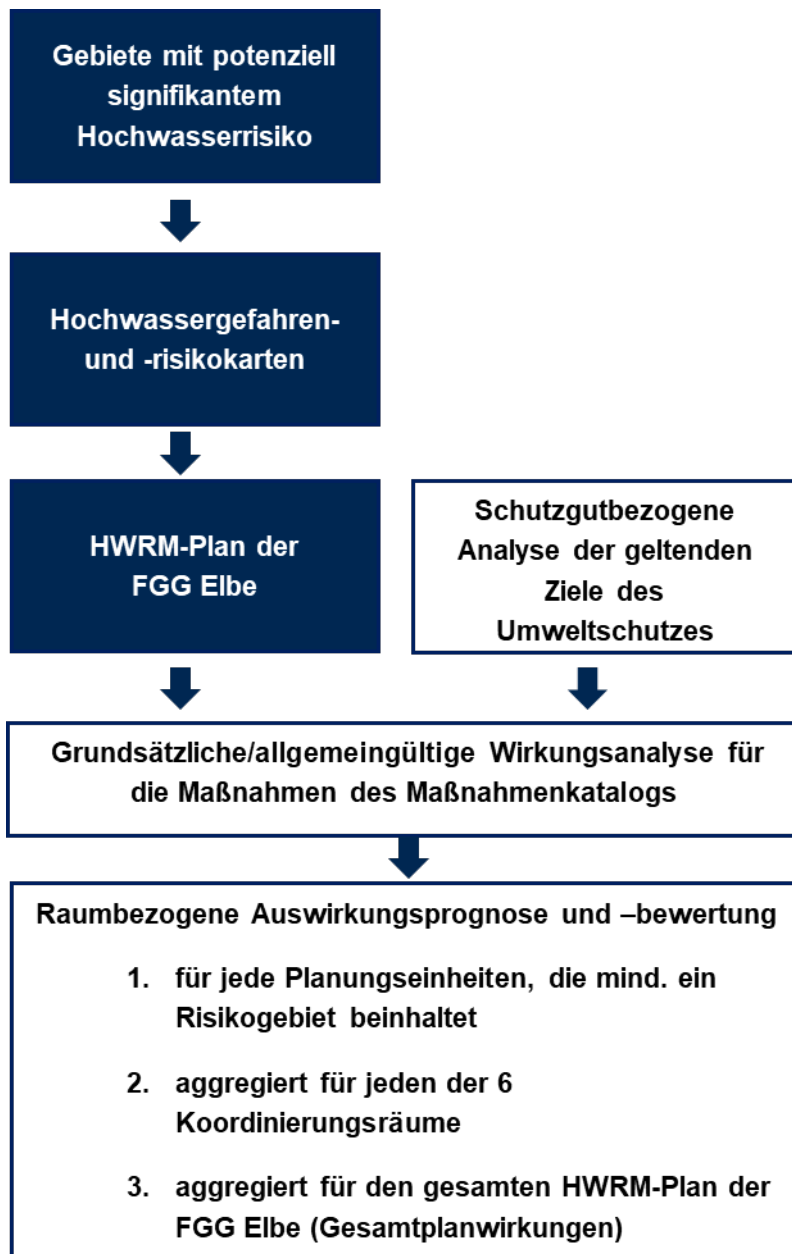 Gebiete mit potenziell
signifikantem
Hochwasserrisiko
Hochwassergefahren-
und -risikokarten
HWRM-Plan der
FGG Elbe
Schutzgutbezogene
Analyse der geltenden
Ziele des
Umweltschutzes
Grundsätzliche/allgemeingültige Wirkungsanalyse für
die Maßnahmen des Maßnahmenkatalogs
Raumbezogene Auswirkungsprognose und –bewertung
1. für jede Planungseinheiten, die mind. ein
Risikogebiet beinhaltet
2. aggregiert für jeden der 6
Koordinierungsräume
3. aggregiert für den gesamten HWRM-Plan der
FGG Elbe (Gesamtplanwirkungen)